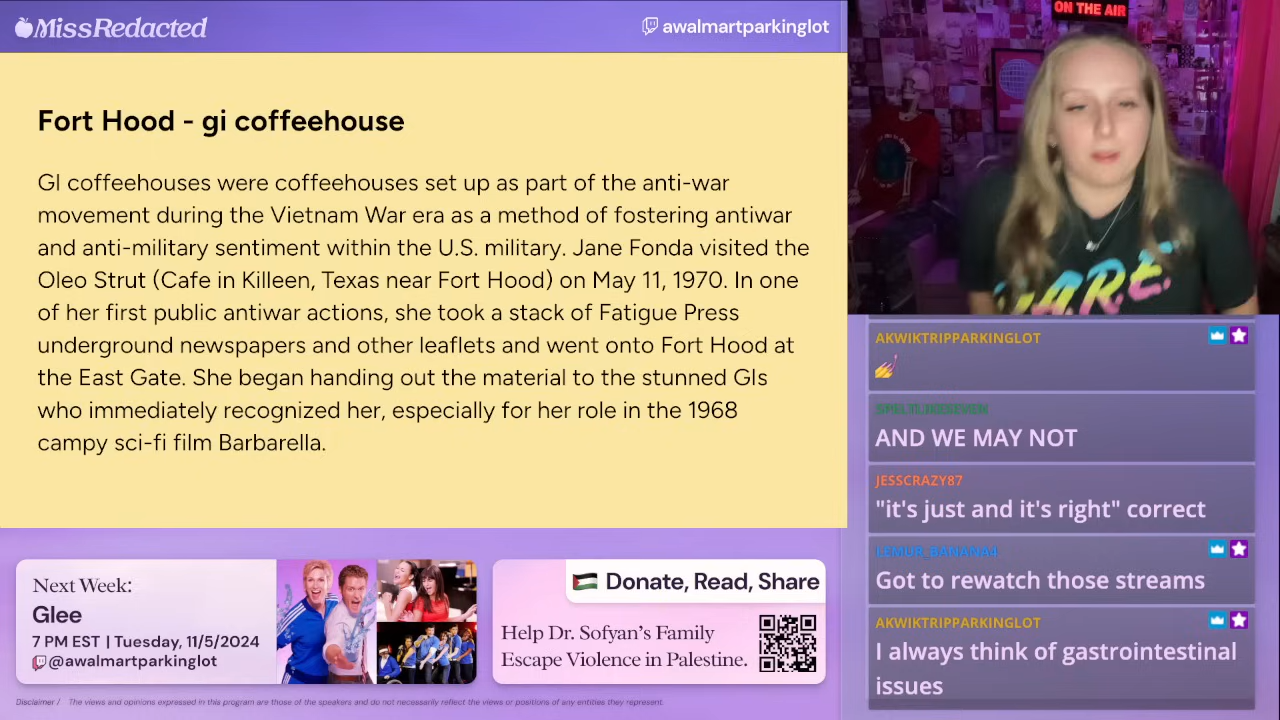 MissRedacted
awalmartparkinglot
ON THE AIR
Fort Hood - gi coffeehouse
GI coffeehouses were coffeehouses set up as part of the anti-war
movement during the Vietnam War era as a method of fostering antiwar
and anti-military sentiment within the U.S. military. Jane Fonda visited the
Oleo Strut (Cafe in Killeen, Texas near Fort Hood) on May 11, 1970. In one
of her first public antiwar actions, she took a stack of Fatigue Press
underground newspapers and other leaflets and went onto Fort Hood at
the East Gate. She began handing out the material to the stunned GIs
who immediately recognized her, especially for her role in the 1968
campy sci-fi film Barbarella.
AKWIKTRIPPARKINGLOT
AND WE MAY NOT
JESSCRAZY87
"it's just and it's right" correct
LEMUR_BANANA4
Got to rewatch those streams
AKWIKTRIPPARKINGLOT
I always think of gastrointestinal
issues
Next Week:
Glee
7 PM EST | Tuesday, 11/5/2024
@awalmartparkinglot
Donate, Read, Share
Help Dr. Sofyan's Family
Escape Violence in Palestine.
Disclaimer / The views and opinions expressed in this program are those of the speakers and do not necessarily reflect the views or positions of any entities they represent.